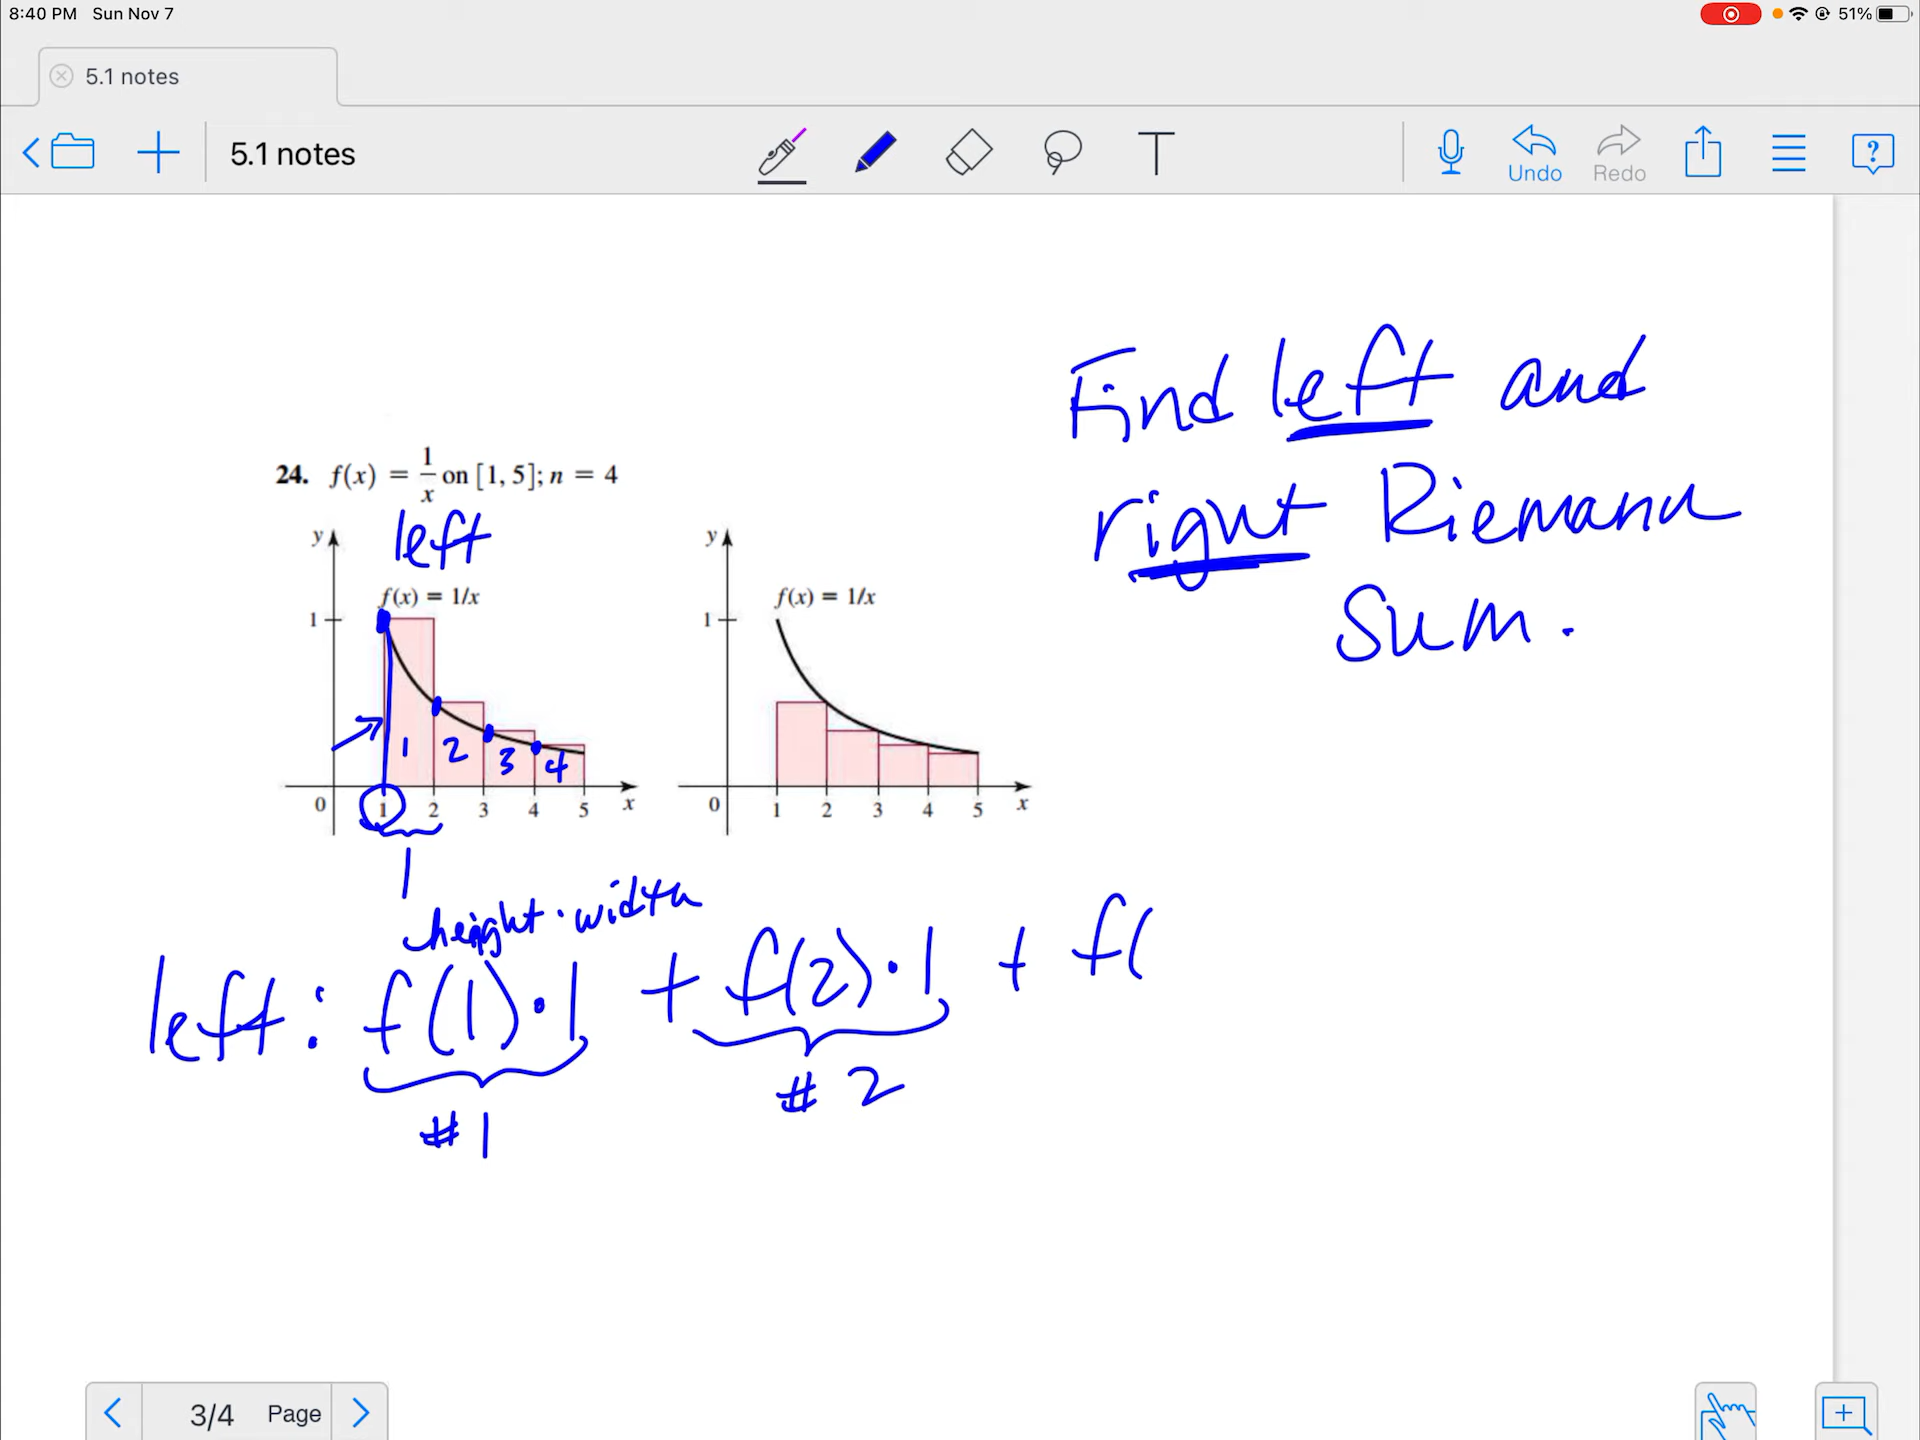 8:40 PM Sun Nov 7
51%
5.1 notes
5.1 notes
T
Undo
Redo
?
Find left and
right Riemann
Sum.
24. f(x) = 1/x on [1, 5]; n = 4
left
y
f(x) = 1/x
1
1 2 3 4
0 1 2 3 4 5 x
y
f(x) = 1/x
1
0 1 2 3 4 5 x
1
height · width
left: f(1)·1 + f(2)·1 + f(
#1
#2
3/4 Page